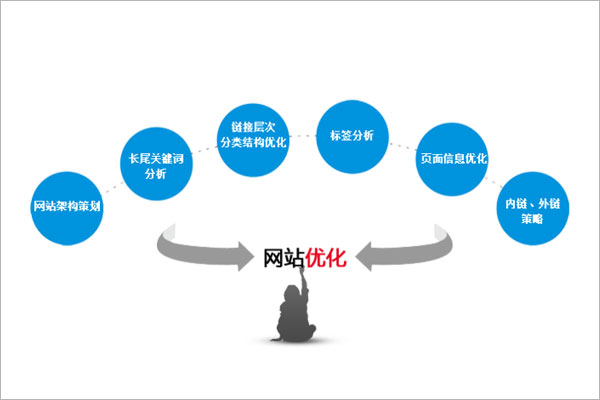 网站架构策划
长尾关键词
分析
链接层次
分类结构优化
标签分析
页面信息优化
内链、外链
策略
网站优化